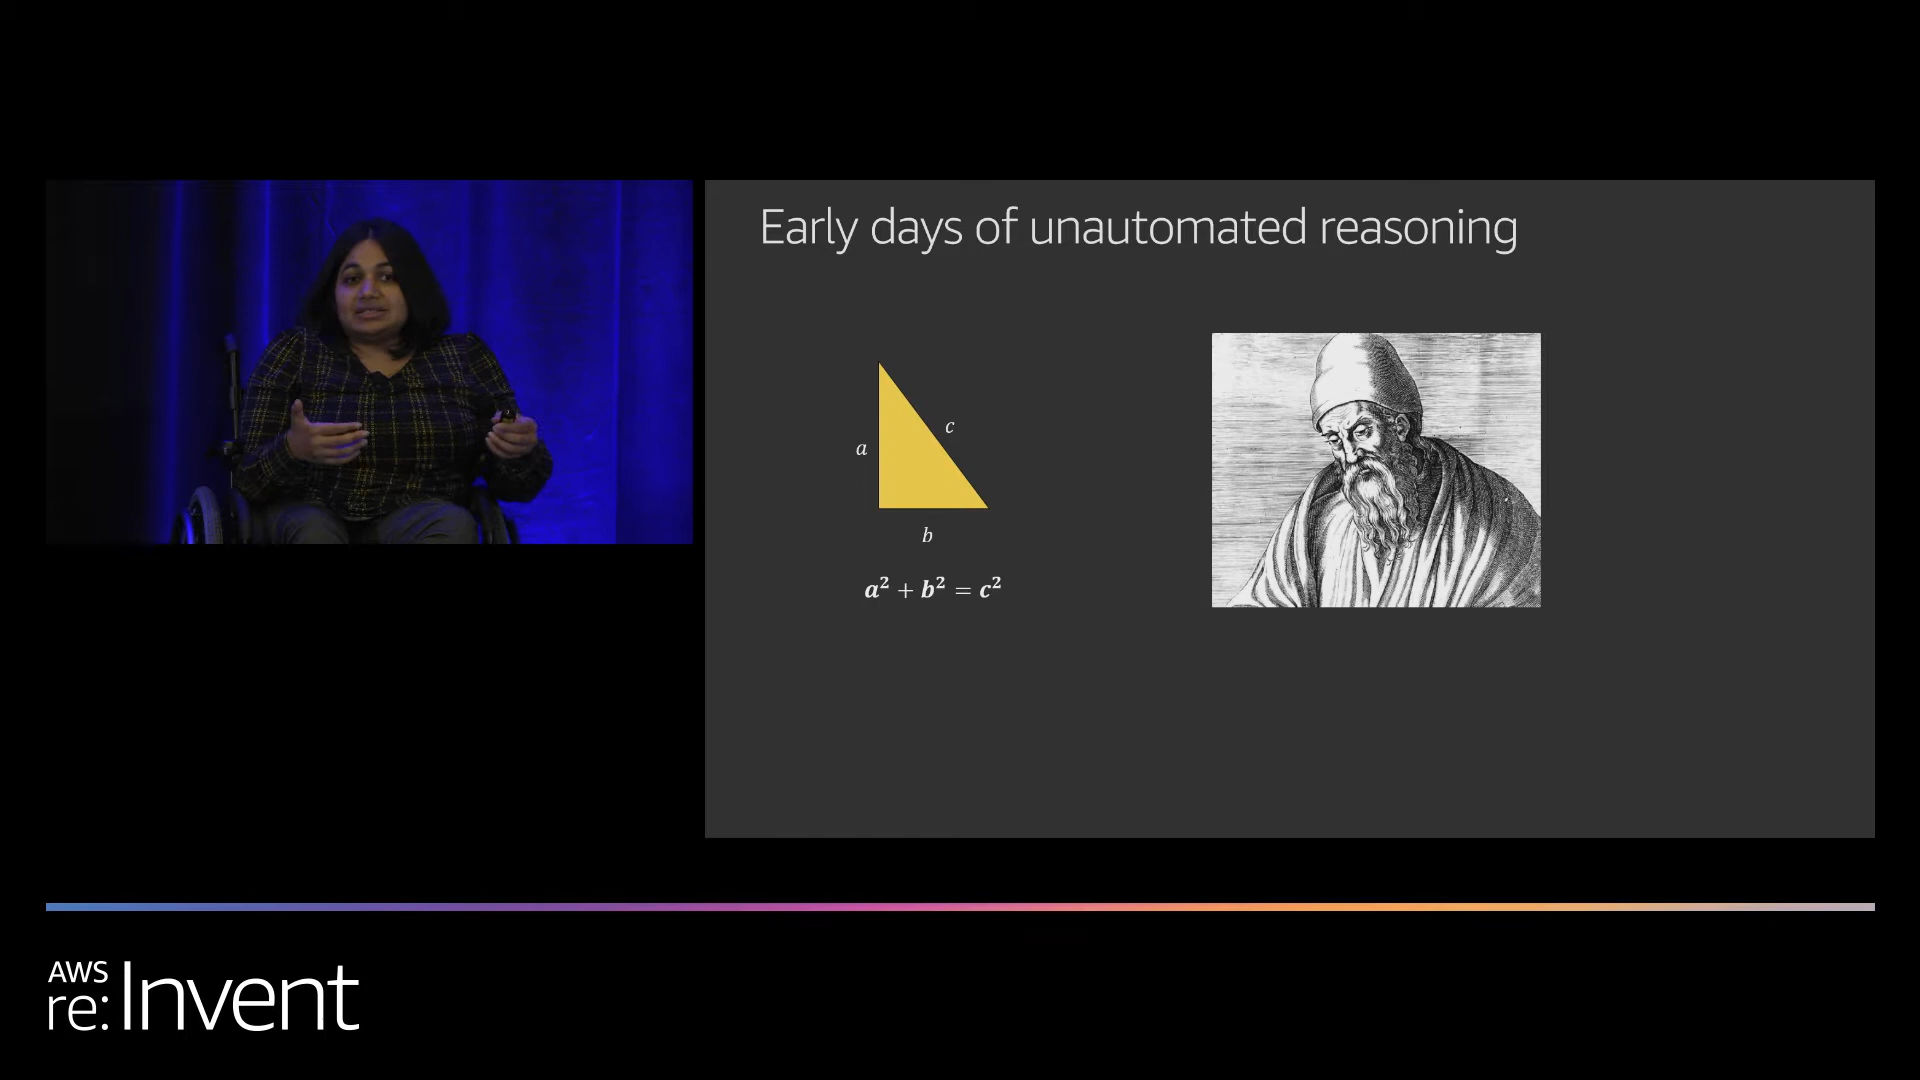 Early days of unautomated reasoning
c
a
b
a² + b² = c²
AWS
re:Invent